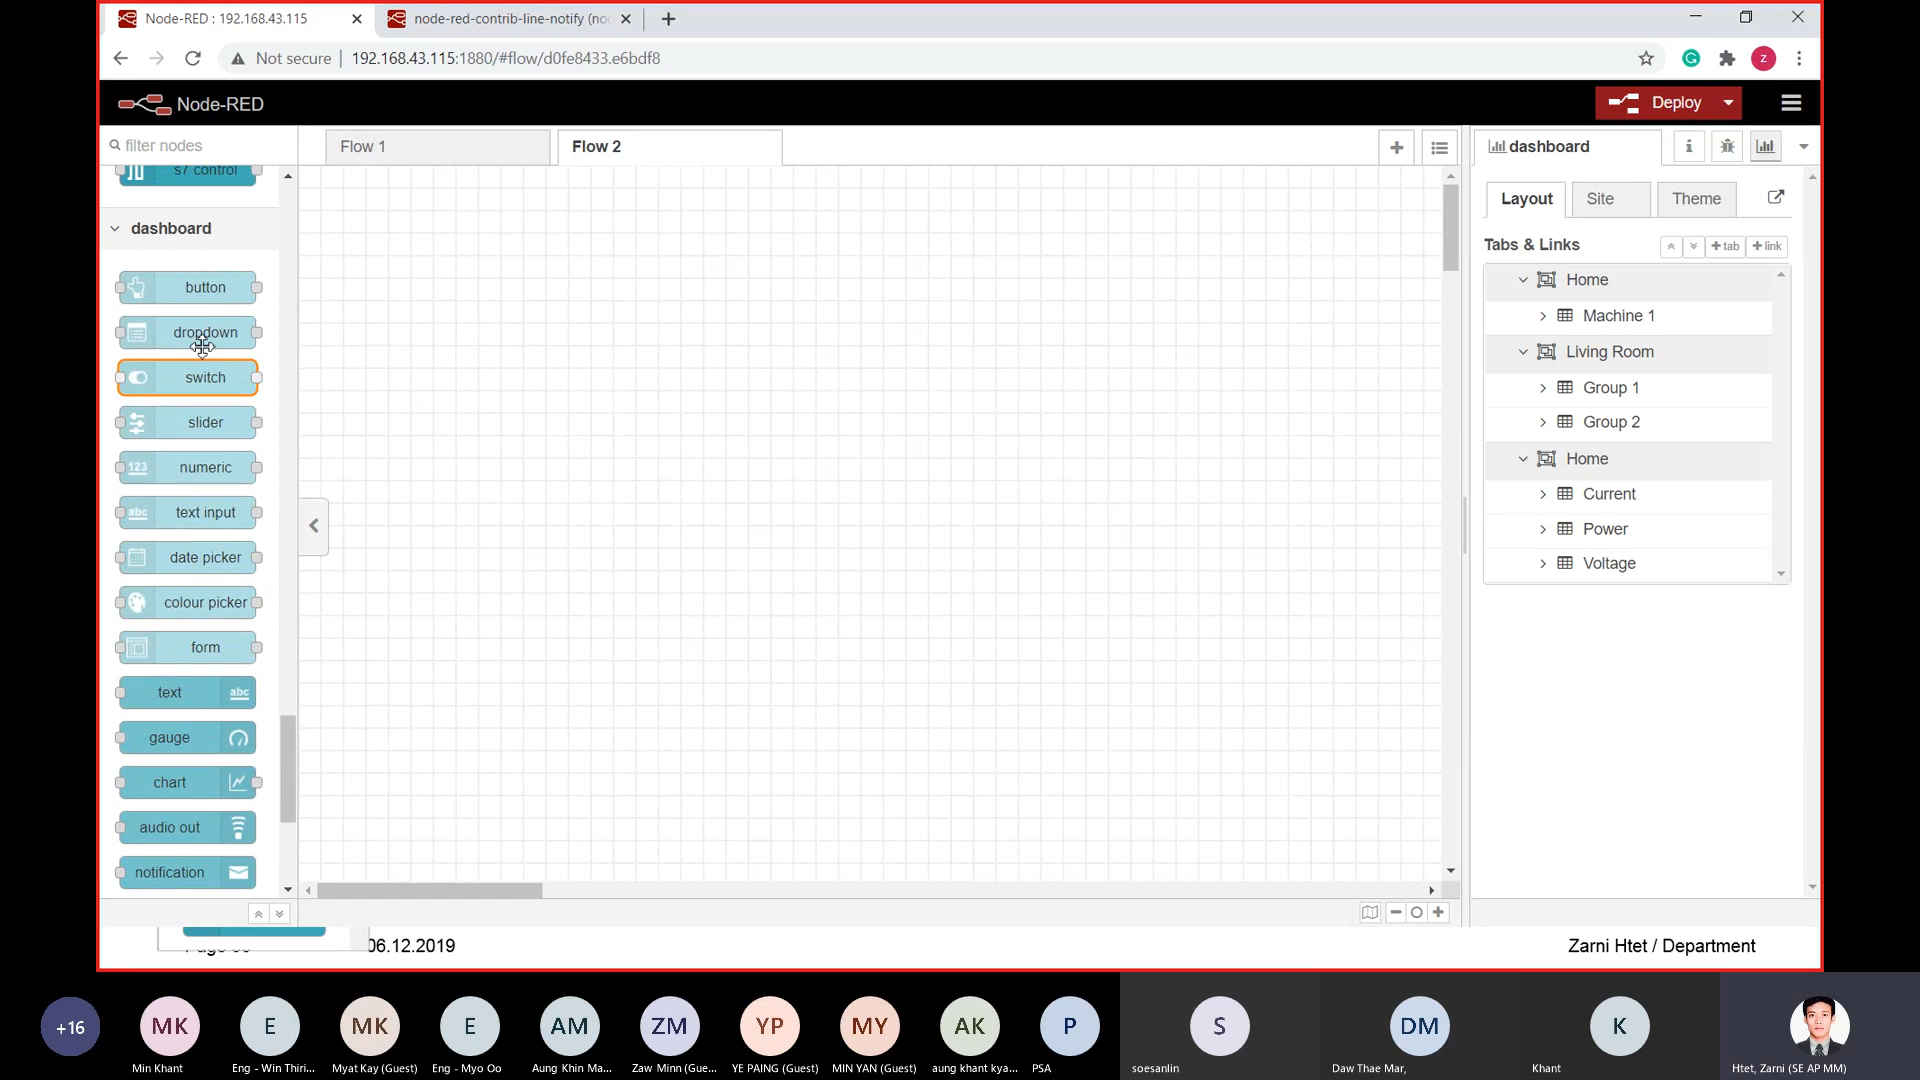 Node-RED : 192.168.43.115
node-red-contrib-line-notify (no
Not secure
192.168.43.115:1880/#flow/d0fe8433.e6bdf8
Z
Node-RED
Deploy
filter nodes
Flow 1
Flow 2
dashboard
s7 control
dashboard
button
dropdown
switch
slider
123 numeric
abc text input
date picker
colour picker
form
text abc
gauge
chart
audio out
notification
Layout
Site
Theme
Tabs & Links
tab
link
Home
Machine 1
Living Room
Group 1
Group 2
Home
Current
Power
Voltage
06.12.2019
Zarni Htet / Department
+16
MK
E
MK
E
AM
ZM
YP
MY
AK
P
S
DM
K
Min Khant
Eng - Win Thiri...
Myat Kay (Guest)
Eng - Myo Oo
Aung Khin Ma...
Zaw Minn (Gue...
YE PAING (Guest)
MIN YAN (Guest)
aung khant kya...
PSA
soesanlin
Daw Thae Mar,
Khant
Htet, Zarni (SE AP MM)